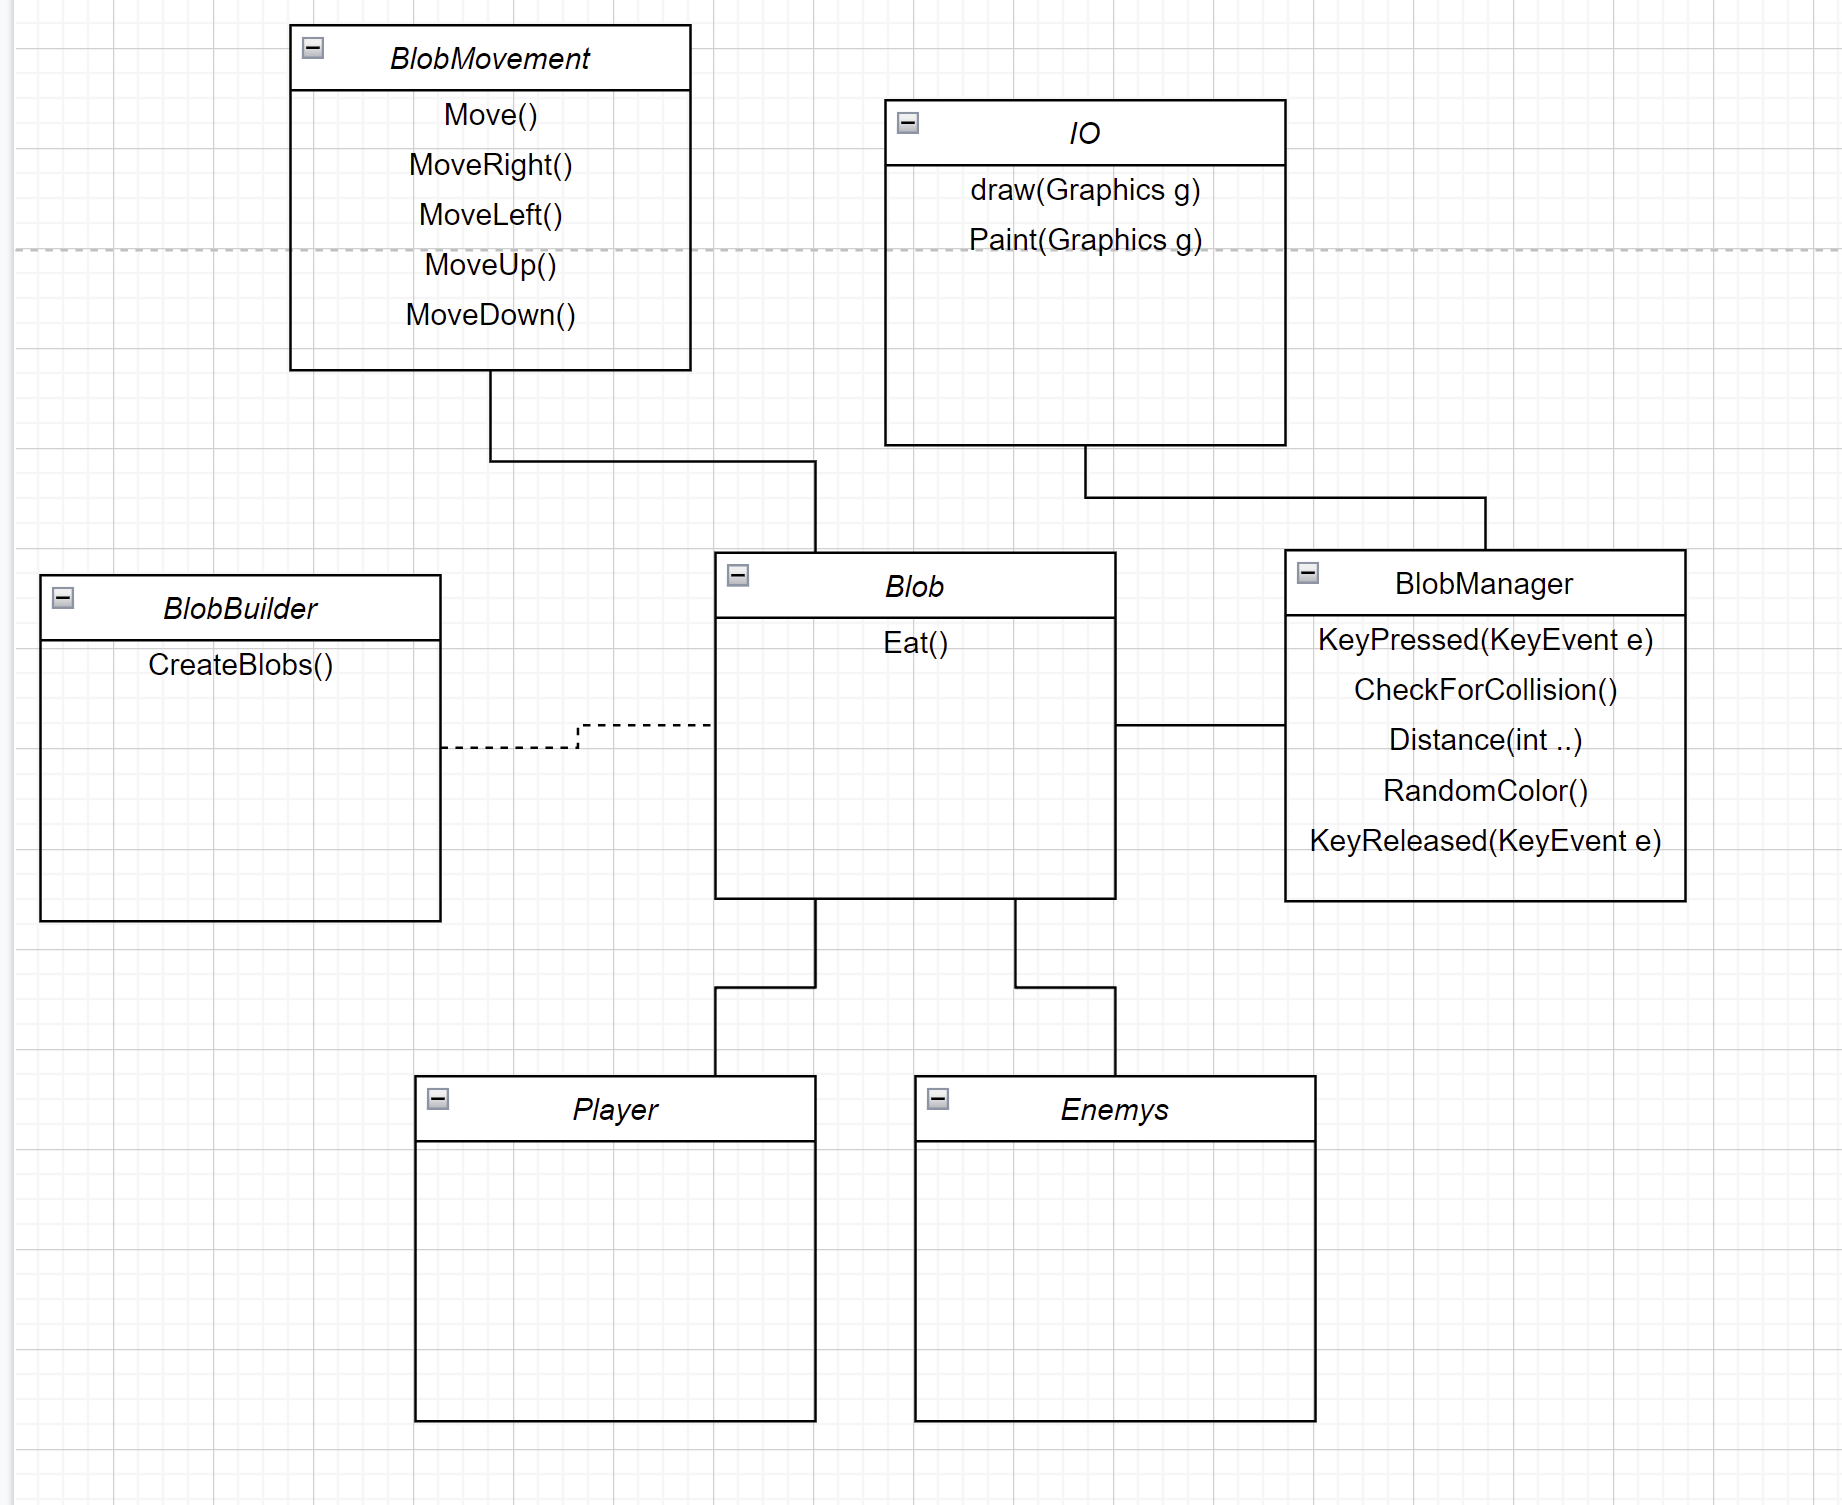 BlobMovement
Move()
MoveRight()
MoveLeft()
MoveUp()
MoveDown()
IO
draw(Graphics g)
Paint(Graphics g)
BlobBuilder
CreateBlobs()
Blob
Eat()
BlobManager
KeyPressed(KeyEvent e)
CheckForCollision()
Distance(int ..)
RandomColor()
KeyReleased(KeyEvent e)
Player
Enemys